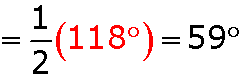 = 1/2 (118°) = 59°